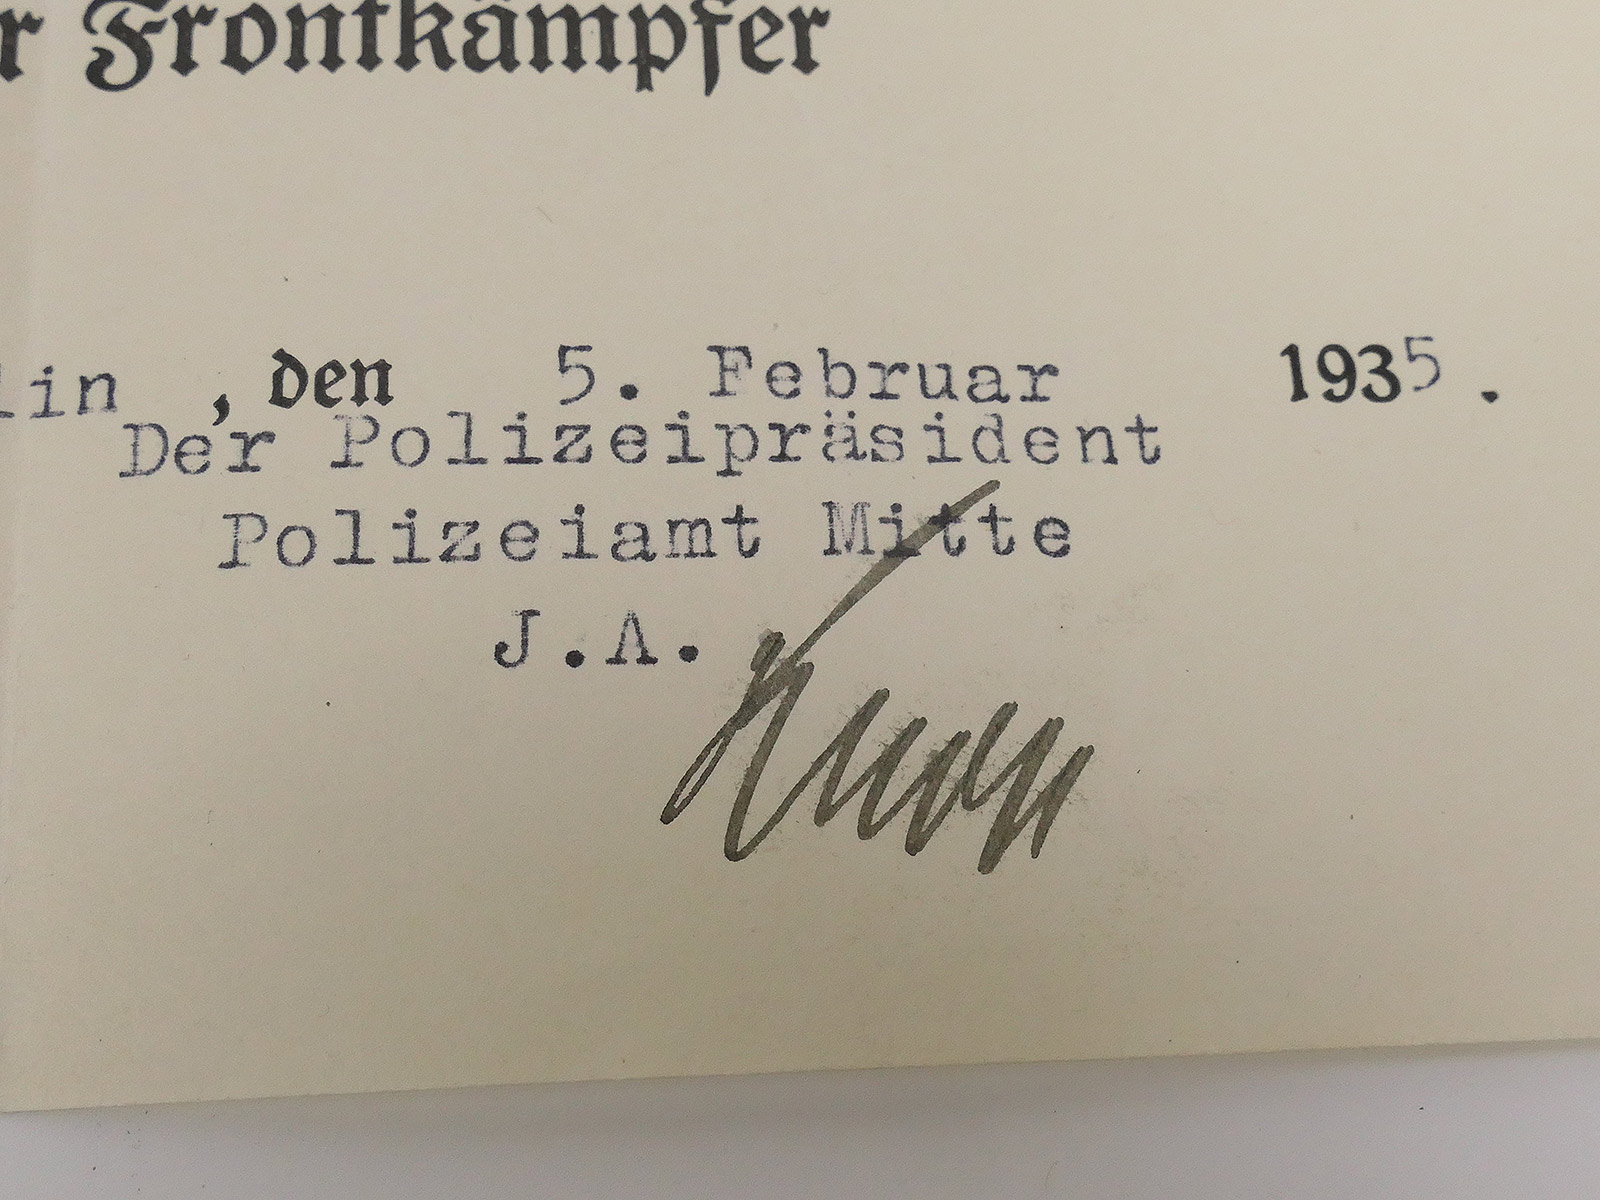 r Frontkämpfer
lin , den 5. Februar 1935.
Der Polizeipräsident
Polizeiamt Mitte
J.A.